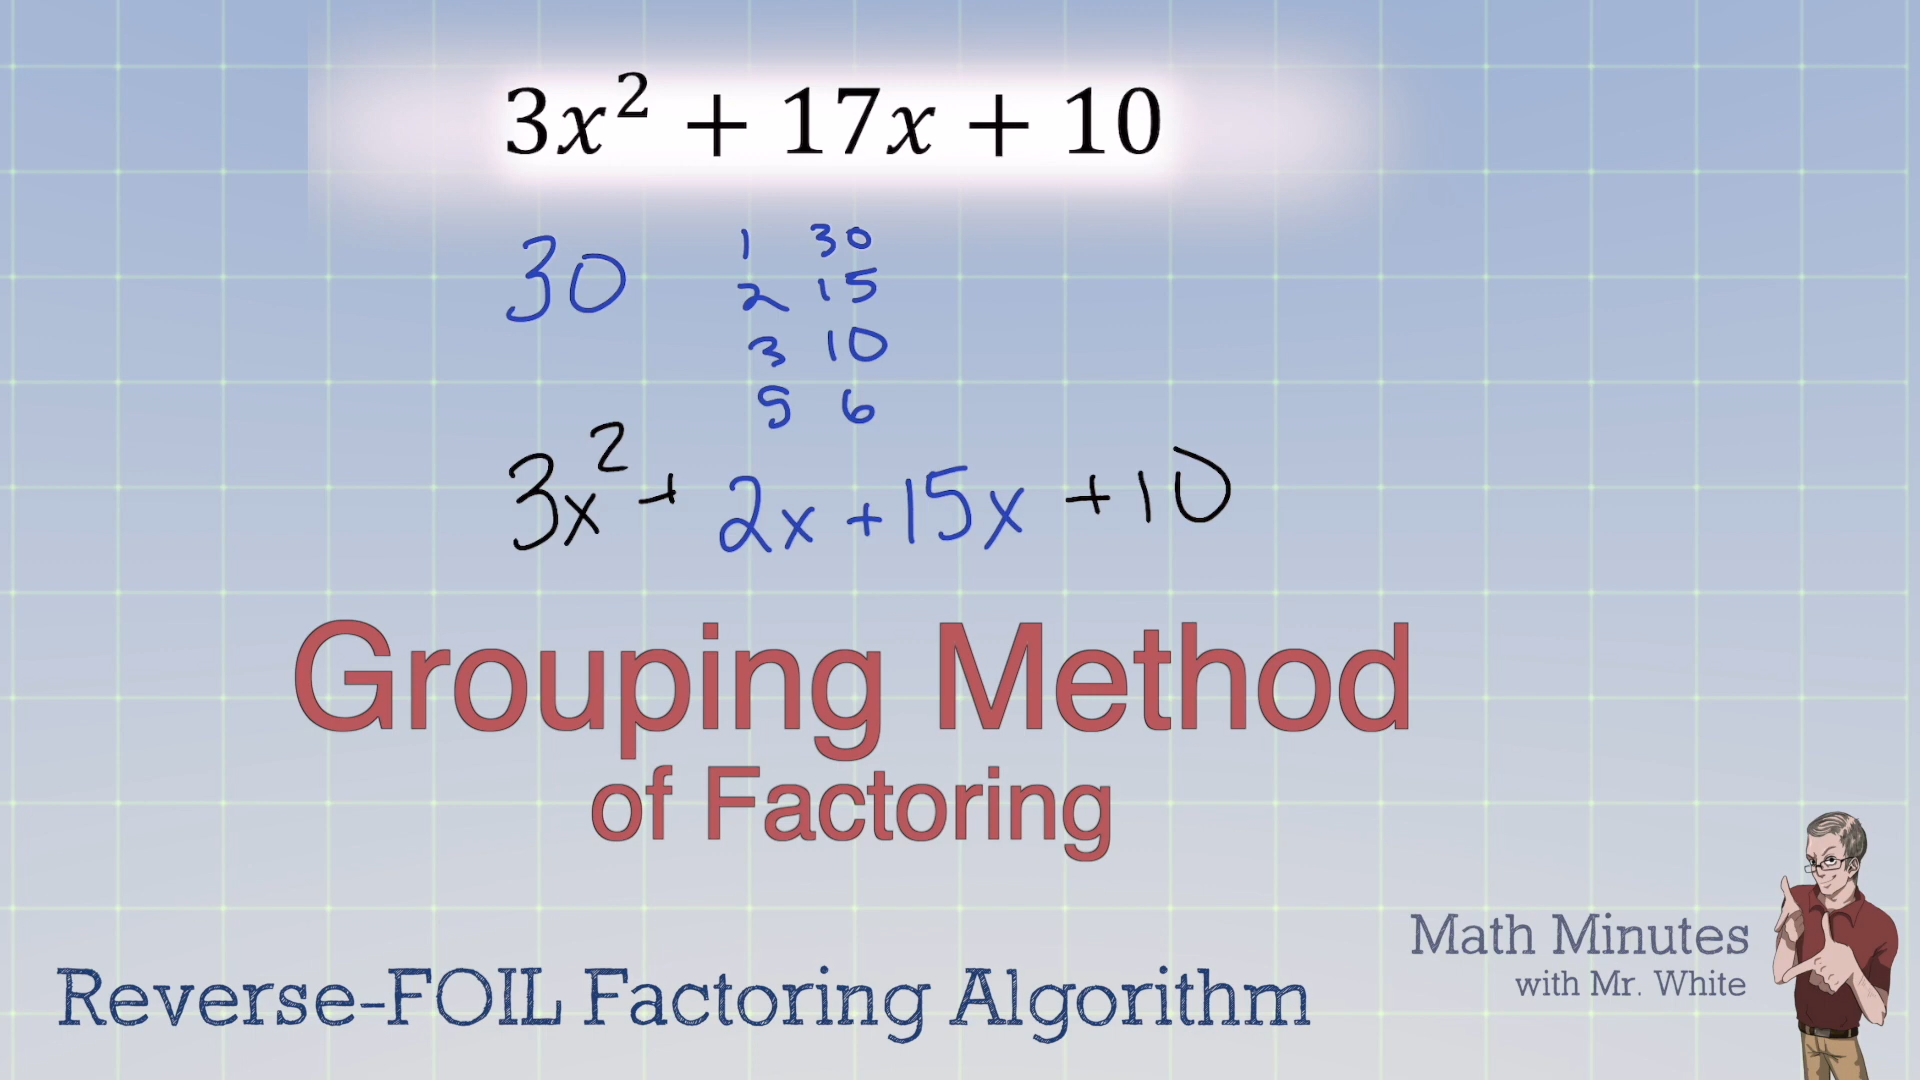 3x² + 17x + 10
30
1 30
2 15
3 10
5 6
3x² + 2x + 15x + 10
Grouping Method
of Factoring
Math Minutes
with Mr. White
Reverse-FOIL Factoring Algorithm